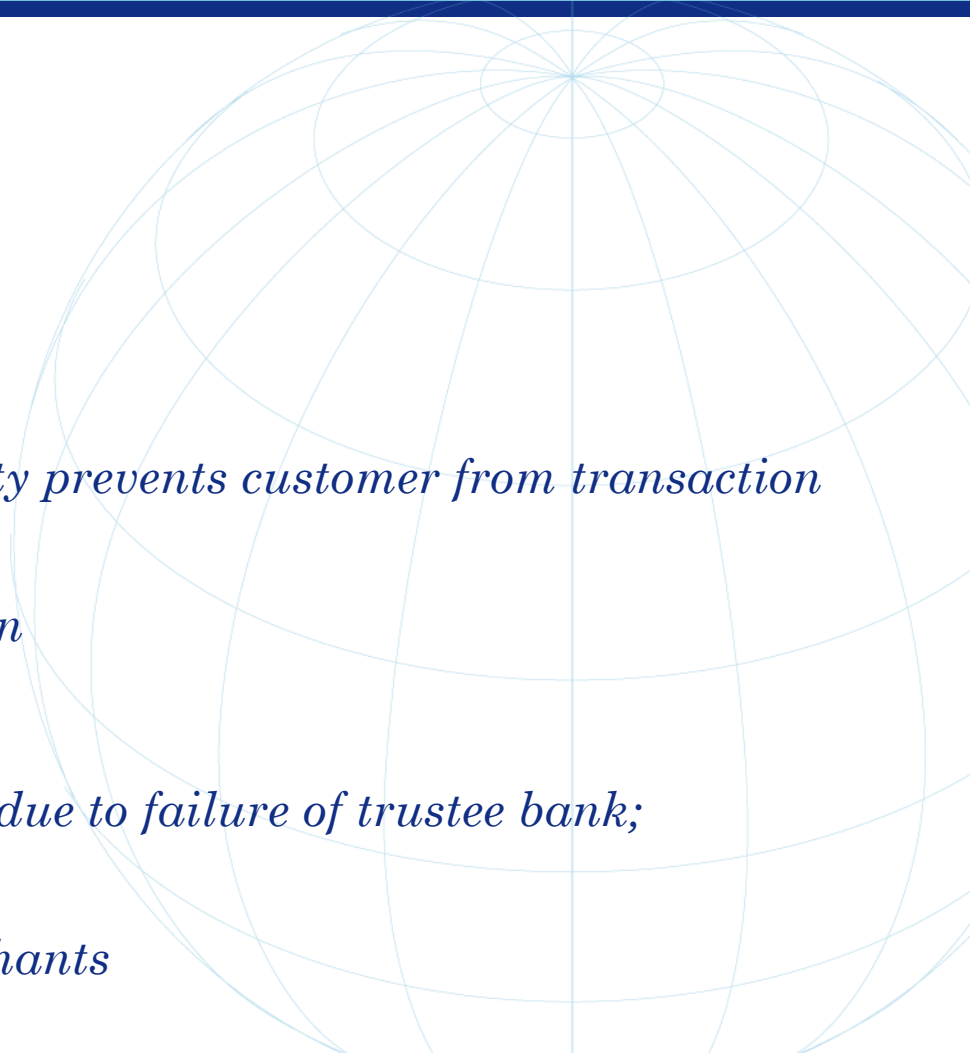 ty prevents customer from transaction
n
due to failure of trustee bank;
hants